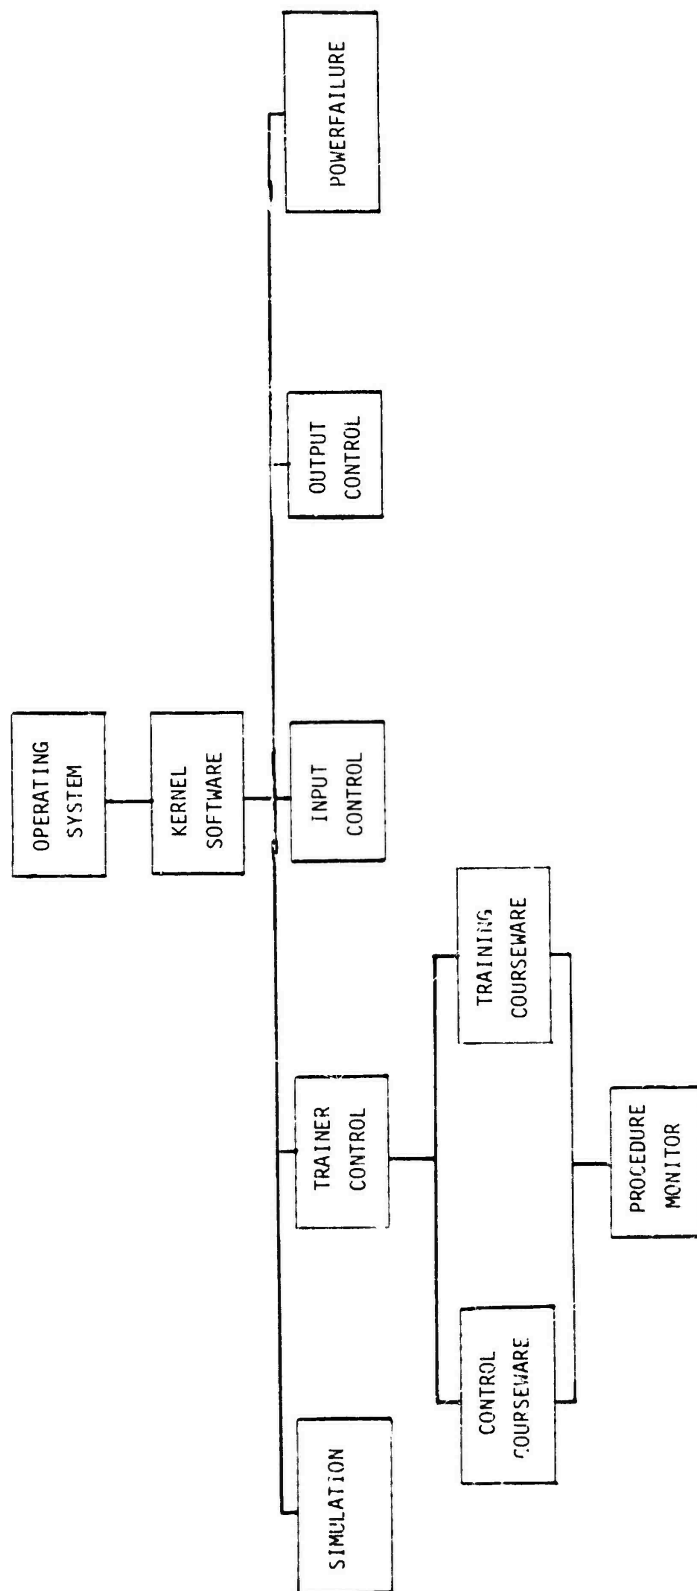 OPERATING
SYSTEM
KERNEL
SOFTWARE
SIMULATION
TRAINER
CONTROL
INPUT
CONTROL
OUTPUT
CONTROL
POWERFAILURE
CONTROL
COURSEWARE
TRAINING
COURSEWARE
PROCEDURE
MONITOR